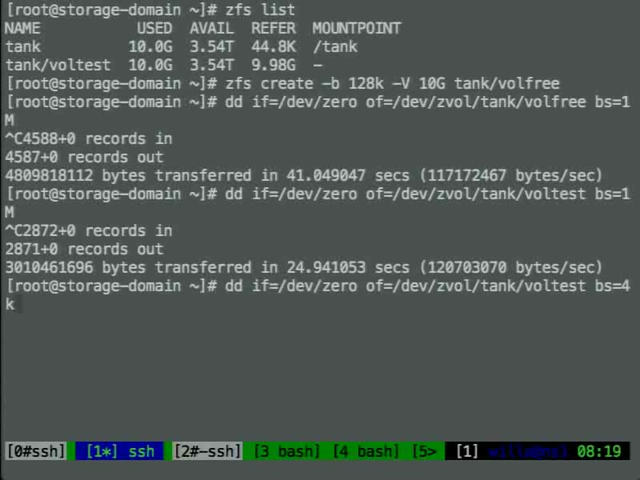 [root@storage-domain ~]# zfs list
NAME USED AVAIL REFER MOUNTPOINT
tank 10.0G 3.54T 44.8K /tank
tank/voltest 10.0G 3.54T 9.98G -
[root@storage-domain ~]# zfs create -b 128k -V 10G tank/volfree
[root@storage-domain ~]# dd if=/dev/zero of=/dev/zvol/tank/volfree bs=1
M
^C4588+0 records in
4587+0 records out
4809818112 bytes transferred in 41.049047 secs (117172467 bytes/sec)
[root@storage-domain ~]# dd if=/dev/zero of=/dev/zvol/tank/voltest bs=1
M
^C2872+0 records in
2871+0 records out
3010461696 bytes transferred in 24.941053 secs (120703070 bytes/sec)
[root@storage-domain ~]# dd if=/dev/zero of=/dev/zvol/tank/voltest bs=4
k
[0#ssh] [1*] ssh [2#-ssh] [3 bash] [4 bash] [5> [1] 08:19